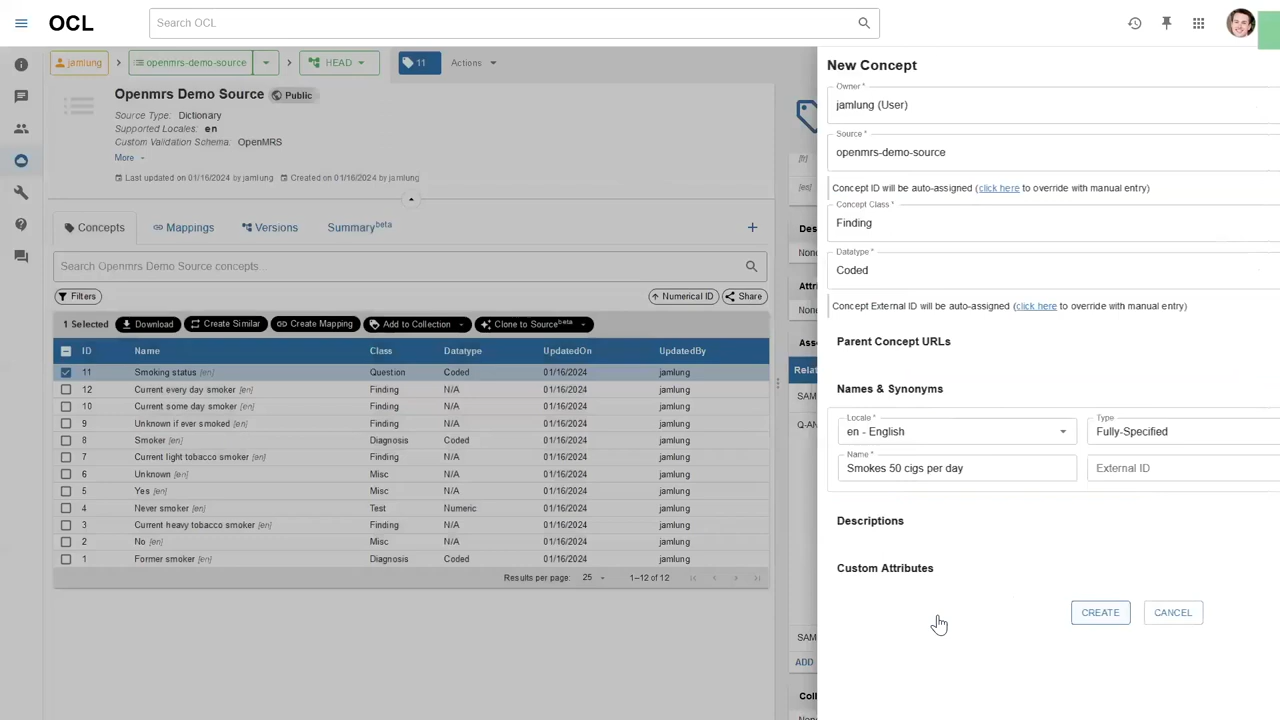 OCL
Search OCL
jamlung
openmrs-demo-source
HEAD
11
Actions
Openmrs Demo Source
Public
Source Type: Dictionary
Supported Locales: en
Custom Validation Schema: OpenMRS
More
Last updated on 01/16/2024 by jamlung
Created on 01/16/2024 by jamlung
Concepts
Mappings
Versions
Summary beta
Search Openmrs Demo Source concepts...
Filters
Numerical ID
Share
1 Selected
Download
Create Similar
Create Mapping
Add to Collection
Clone to Source beta
ID Name Class Datatype UpdatedOn UpdatedBy
11 Smoking status [en] Question Coded 01/16/2024 jamlung
12 Current every day smoker [en] Finding N/A 01/16/2024 jamlung
10 Current some day smoker [en] Finding N/A 01/16/2024 jamlung
9 Unknown if ever smoked [en] Finding N/A 01/16/2024 jamlung
8 Smoker [en] Diagnosis Coded 01/16/2024 jamlung
7 Current light tobacco smoker [en] Finding N/A 01/16/2024 jamlung
6 Unknown [en] Misc N/A 01/16/2024 jamlung
5 Yes [en] Misc N/A 01/16/2024 jamlung
4 Never smoker [en] Test Numeric 01/16/2024 jamlung
3 Current heavy tobacco smoker [en] Finding N/A 01/16/2024 jamlung
2 No [en] Misc N/A 01/16/2024 jamlung
1 Former smoker [en] Diagnosis Coded 01/16/2024 jamlung
Results per page: 25
1–12 of 12
[fr]
[es]
Des
None
Attri
Non
Asso
Relat
SAM
Q-AN
SAM
ADD
Coll
New Concept
Owner *
jamlung (User)
Source *
openmrs-demo-source
Concept ID will be auto-assigned (click here to override with manual entry)
Concept Class *
Finding
Datatype *
Coded
Concept External ID will be auto-assigned (click here to override with manual entry)
Parent Concept URLs
Names & Synonyms
Locale *
en - English
Type
Fully-Specified
Name *
Smokes 50 cigs per day
External ID
Descriptions
Custom Attributes
CREATE
CANCEL